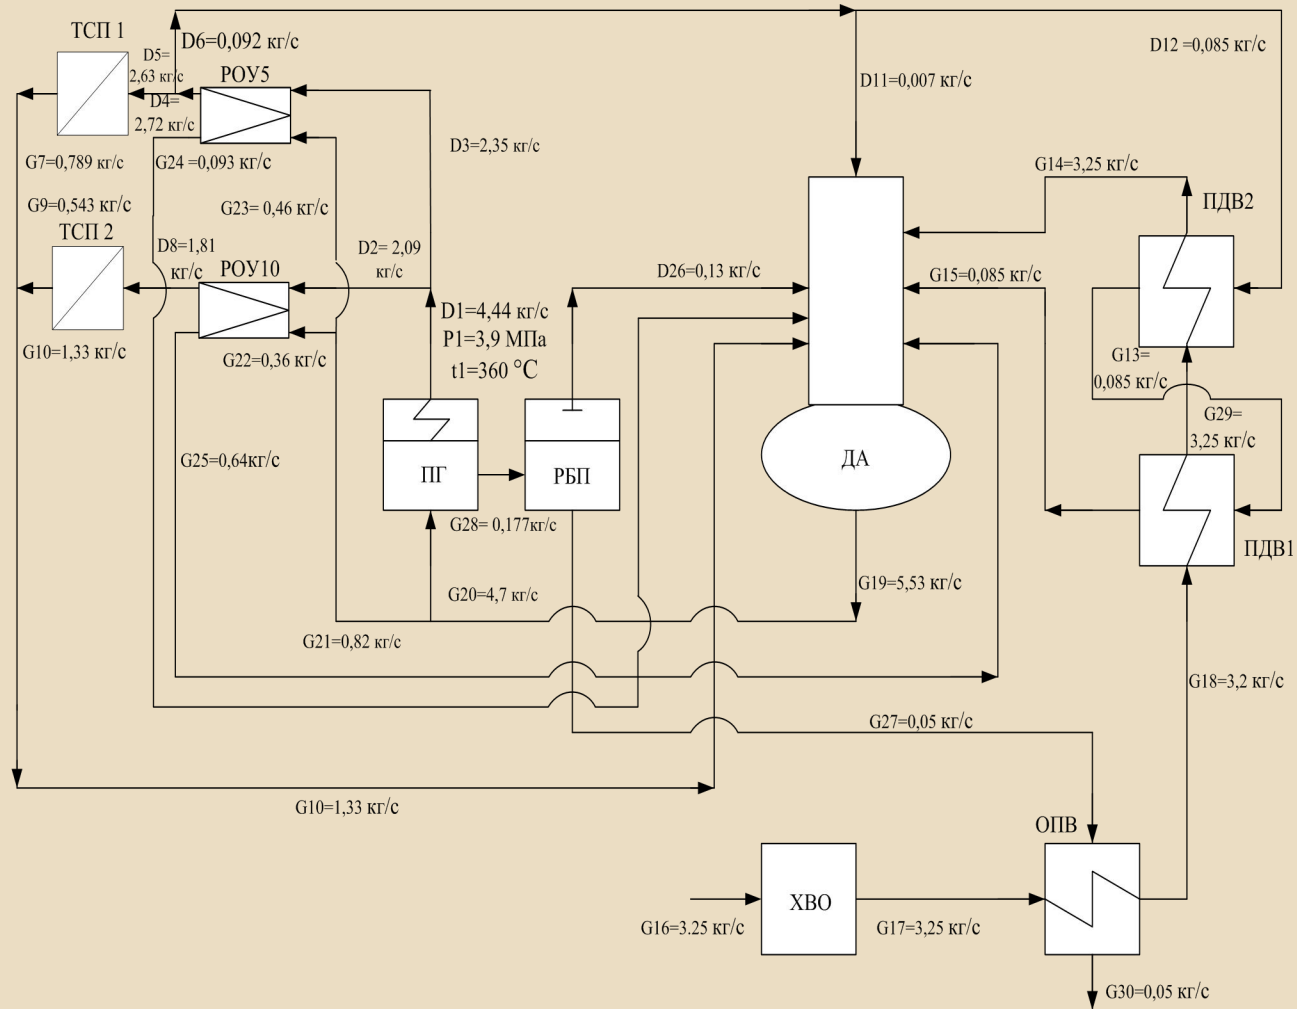 ТСП 1
D6=0,092 кг/с
D12 =0,085 кг/с
D5=
2,63 кг/с
РОУ5
D11=0,007 кг/с
D4=
2,72 кг/с
D3=2,35 кг/с
G7=0,789 кг/с
G24 =0,093 кг/с
G14=3,25 кг/с
G9=0,543 кг/с
G23= 0,46 кг/с
ПДВ2
ТСП 2
D8=1,81
кг/с
РОУ10
D2= 2,09
кг/с
D26=0,13 кг/с
G15=0,085 кг/с
D1=4,44 кг/с
P1=3,9 МПа
t1=360 °C
G10=1,33 кг/с
G22=0,36 кг/с
G13=
0,085 кг/с
G29=
3,25 кг/с
G25=0,64кг/с
ПГ
РБП
ДА
G28= 0,177кг/с
ПДВ1
G20=4,7 кг/с
G19=5,53 кг/с
G21=0,82 кг/с
G18=3,2 кг/с
G27=0,05 кг/с
G10=1,33 кг/с
ОПВ
ХВО
G16=3.25 кг/с
G17=3,25 кг/с
G30=0,05 кг/с